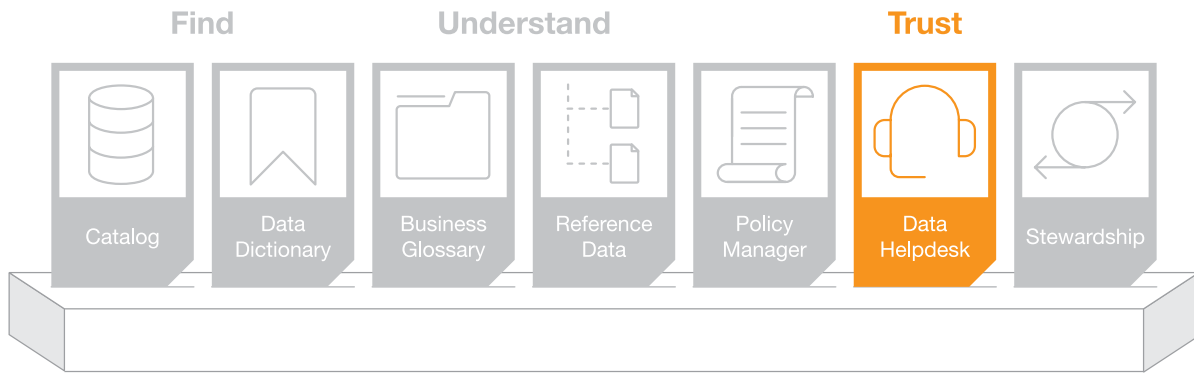 Find
Understand
Trust
Catalog
Data
Dictionary
Business
Glossary
Reference
Data
Policy
Manager
Data
Helpdesk
Stewardship